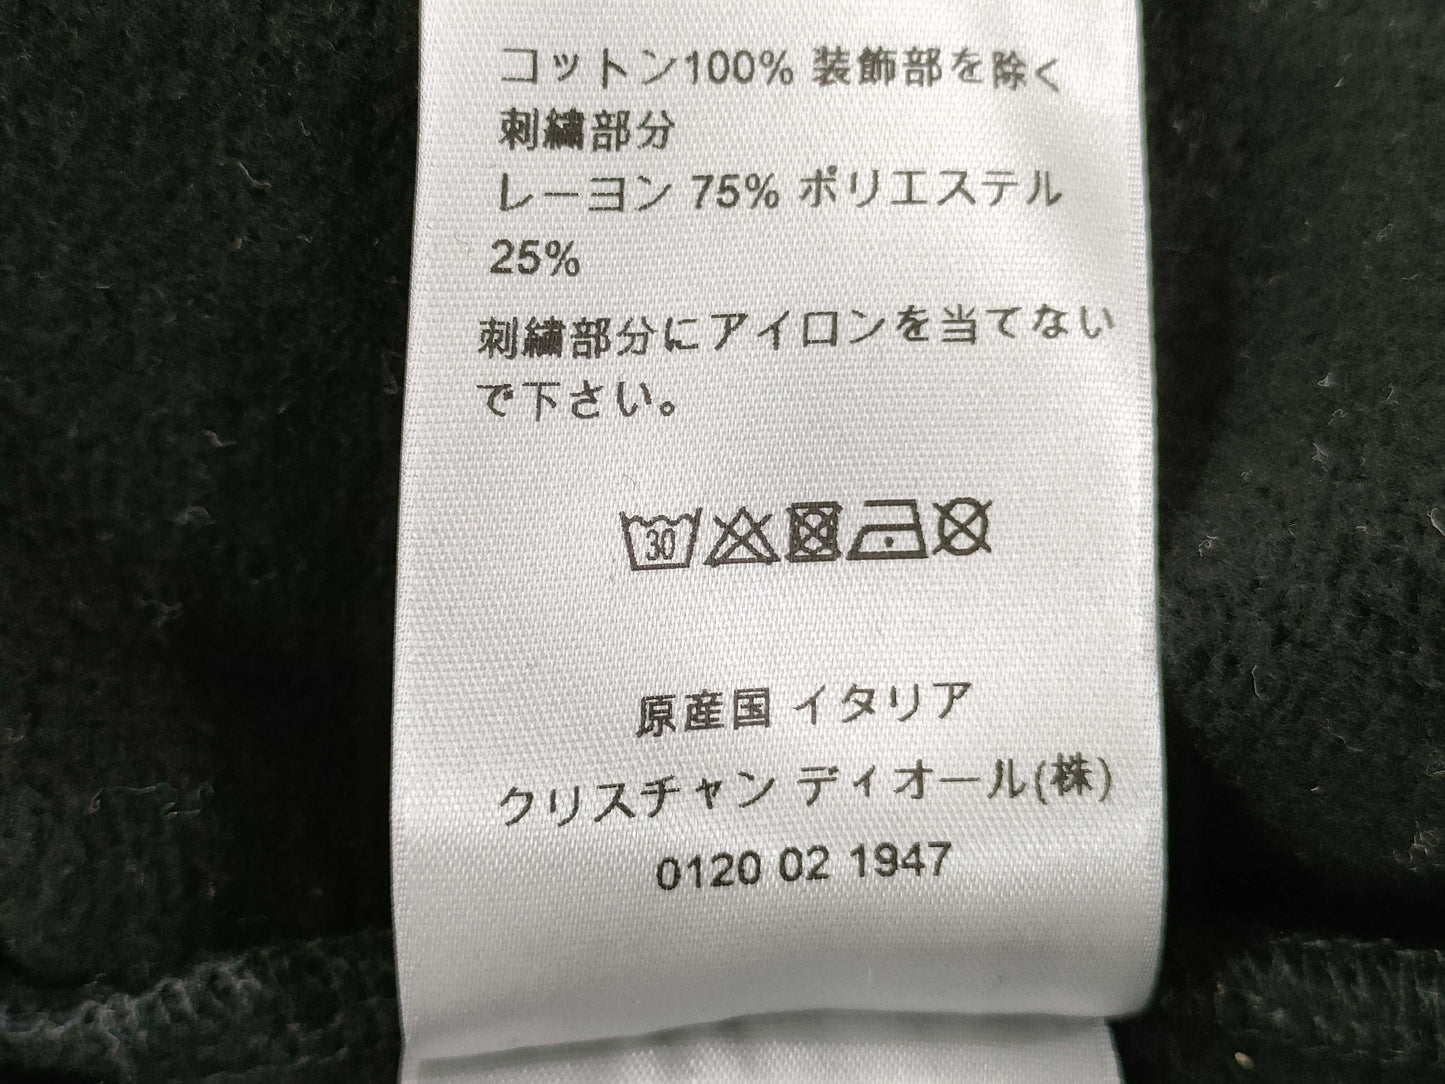 コットン100% 装飾部を除く
刺繍部分
レーヨン 75% ポリエステル
25%
刺繍部分にアイロンを当てない
で下さい。
30
原産国 イタリア
クリスチャン ディオール(株)
0120 02 1947